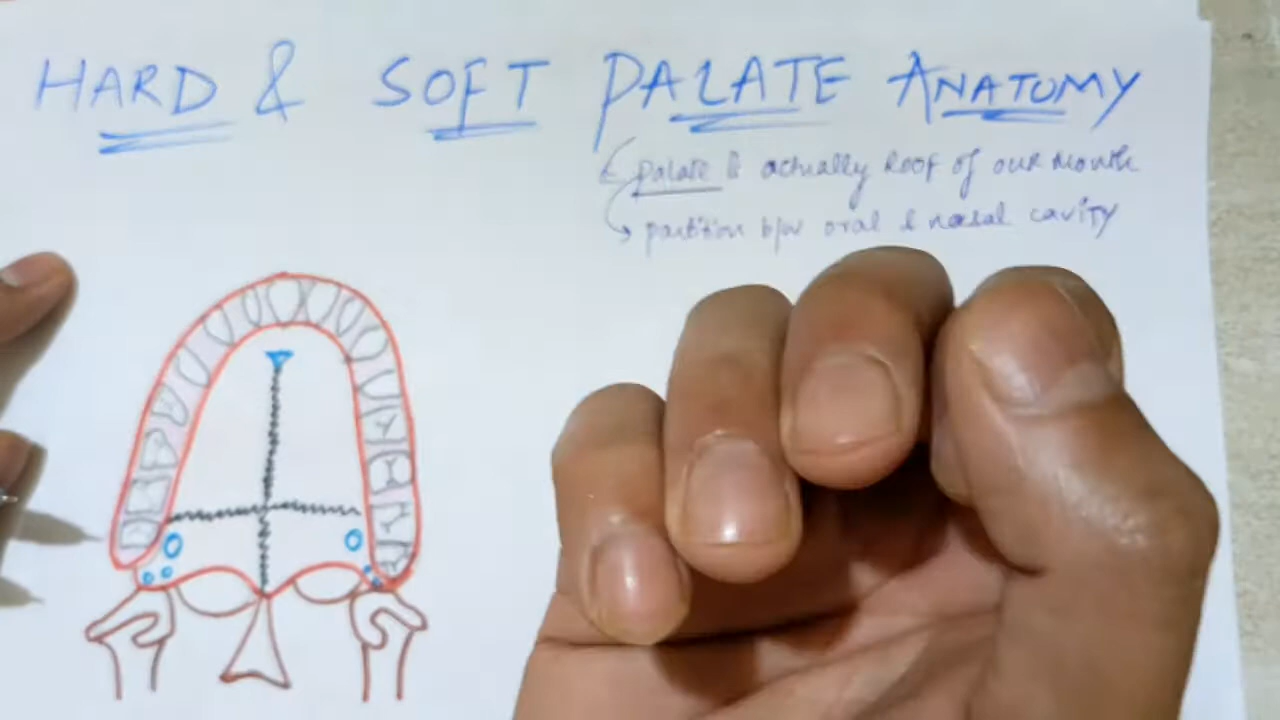 HARD & SOFT PALATE ANATOMY
palate is actually Roof of our mouth
partition b/w oral & nasal cavity